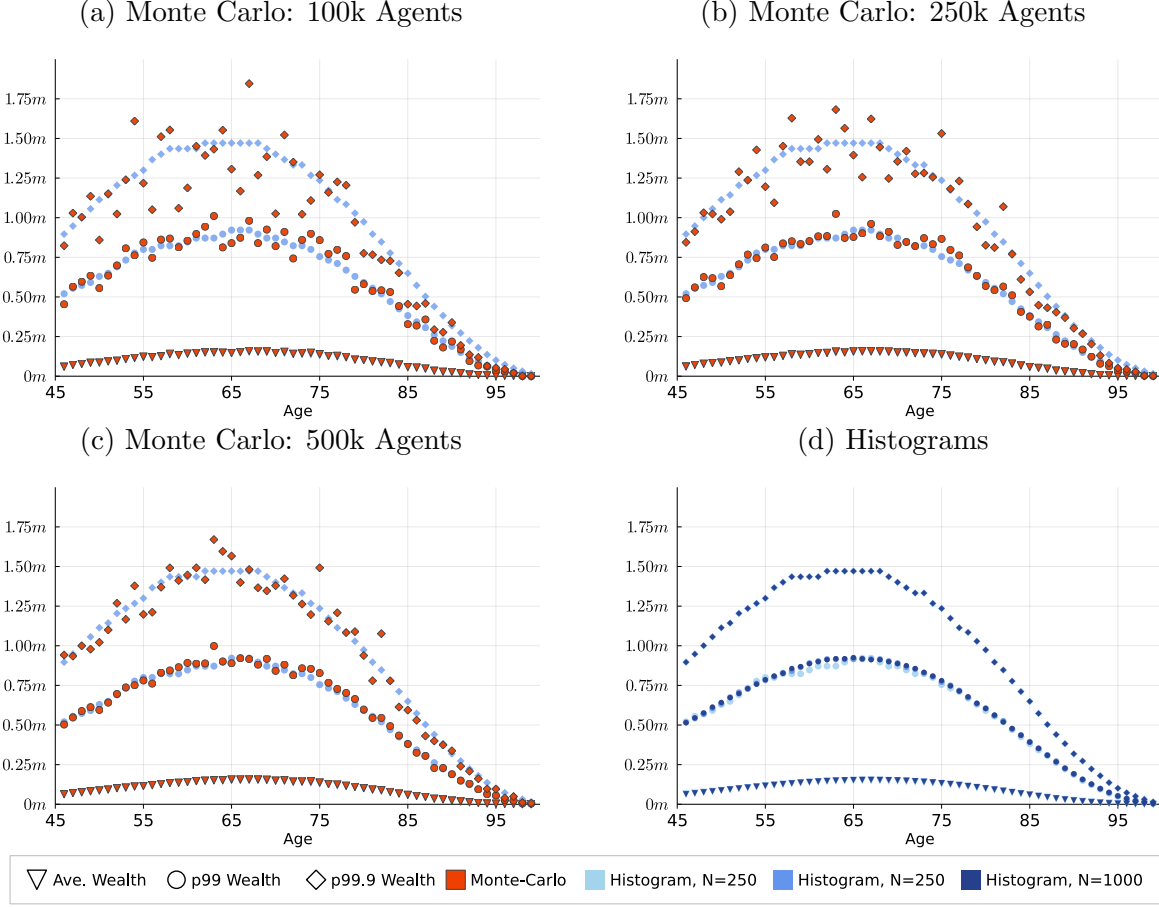 (a) Monte Carlo: 100k Agents
1.75m
1.50m
1.25m
1.00m
0.75m
0.50m
0.25m
0m
45 55 65 75 85 95
Age
(b) Monte Carlo: 250k Agents
1.75m
1.50m
1.25m
1.00m
0.75m
0.50m
0.25m
0m
45 55 65 75 85 95
Age
(c) Monte Carlo: 500k Agents
1.75m
1.50m
1.25m
1.00m
0.75m
0.50m
0.25m
0m
45 55 65 75 85 95
Age
(d) Histograms
1.75m
1.50m
1.25m
1.00m
0.75m
0.50m
0.25m
0m
45 55 65 75 85 95
Age
Ave. Wealth p99 Wealth p99.9 Wealth Monte-Carlo Histogram, N=250 Histogram, N=250 Histogram, N=1000